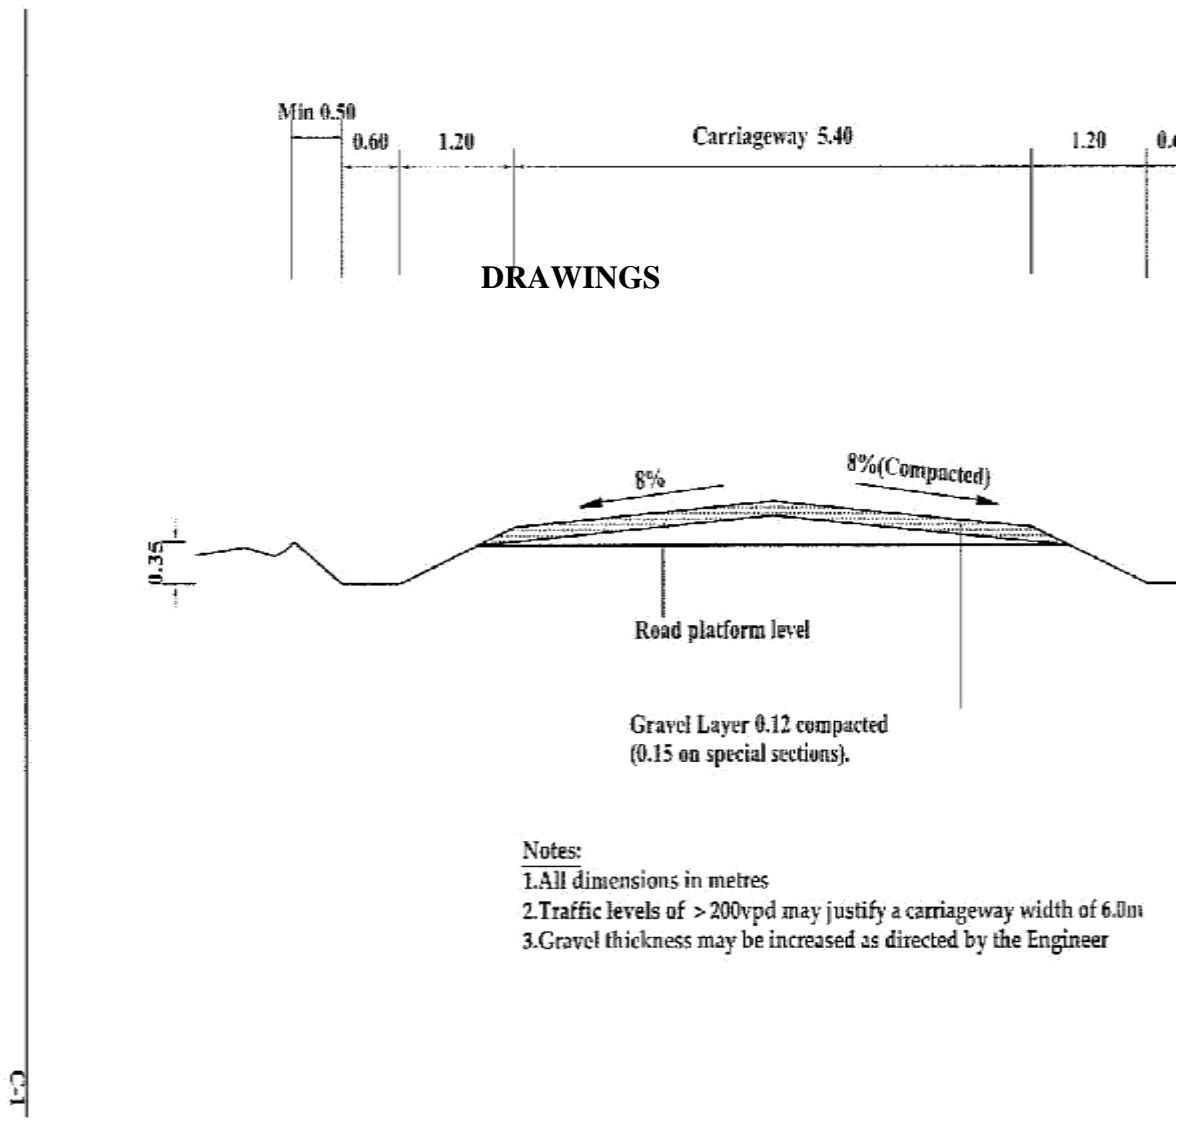 Min 0.50
0.60 1.20 Carriageway 5.40 1.20
DRAWINGS
8% 8%(Compacted)
0.35
Road platform level
Gravel Layer 0.12 compacted
(0.15 on special sections).
Notes:
1.All dimensions in metres
2.Traffic levels of >200vpd may justify a carriageway width of 6.0m
3.Gravel thickness may be increased as directed by the Engineer
C-1